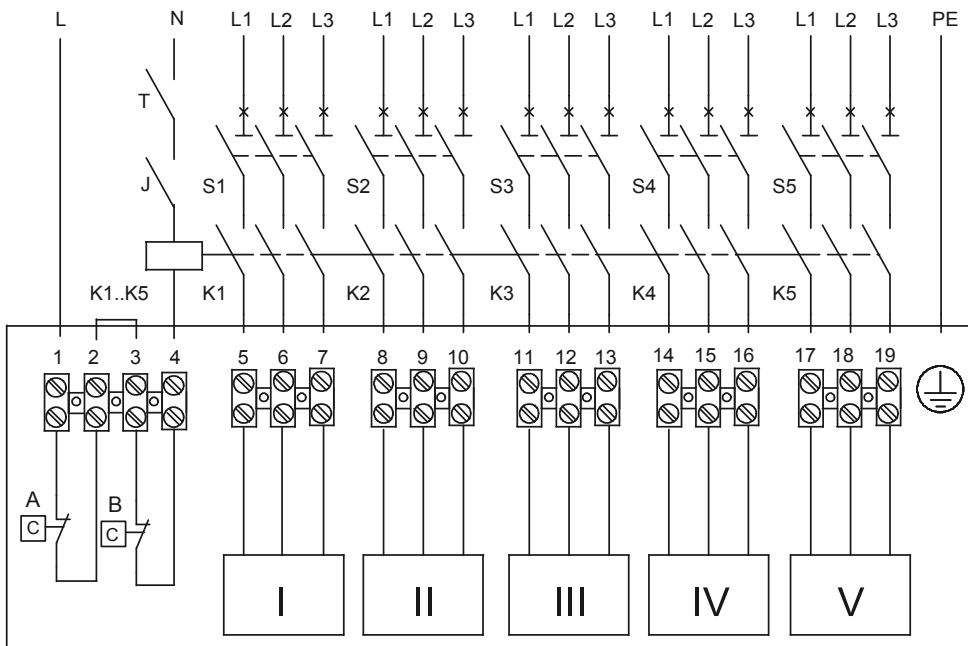 L N L1 L2 L3 L1 L2 L3 L1 L2 L3 L1 L2 L3 L1 L2 L3 PE
T
J S1 S2 S3 S4 S5
K1..K5 K1 K2 K3 K4 K5
1 2 3 4 5 6 7 8 9 10 11 12 13 14 15 16 17 18 19
A B
C C
I II III IV V